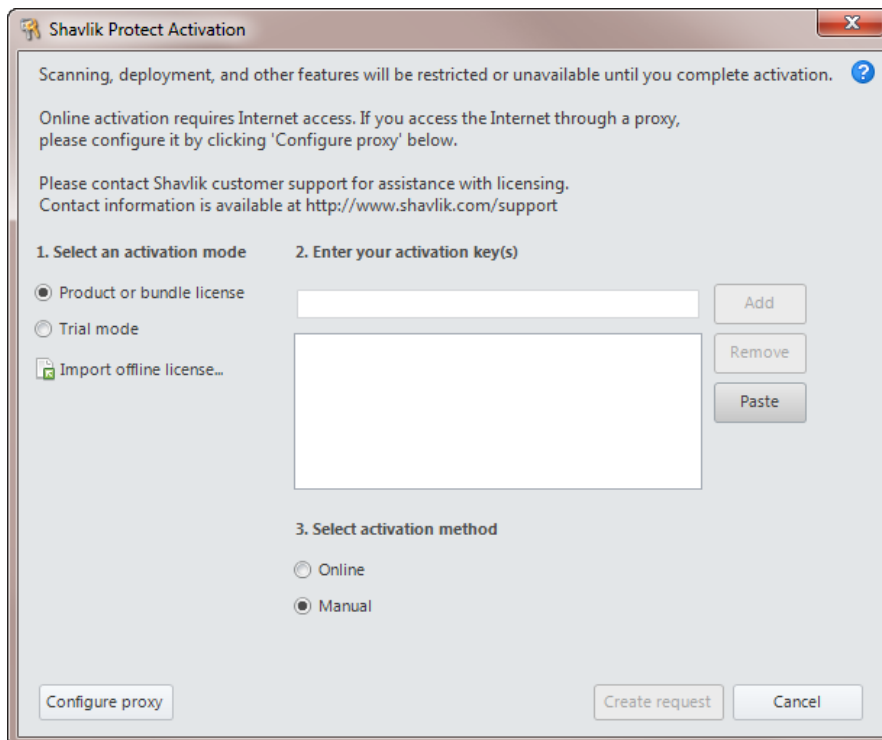 Shavlik Protect Activation
Scanning, deployment, and other features will be restricted or unavailable until you complete activation.
Online activation requires Internet access. If you access the Internet through a proxy,
please configure it by clicking 'Configure proxy' below.
Please contact Shavlik customer support for assistance with licensing.
Contact information is available at http://www.shavlik.com/support
1. Select an activation mode
2. Enter your activation key(s)
Product or bundle license
Add
Trial mode
Remove
Import offline license...
Paste
3. Select activation method
Online
Manual
Configure proxy
Create request
Cancel